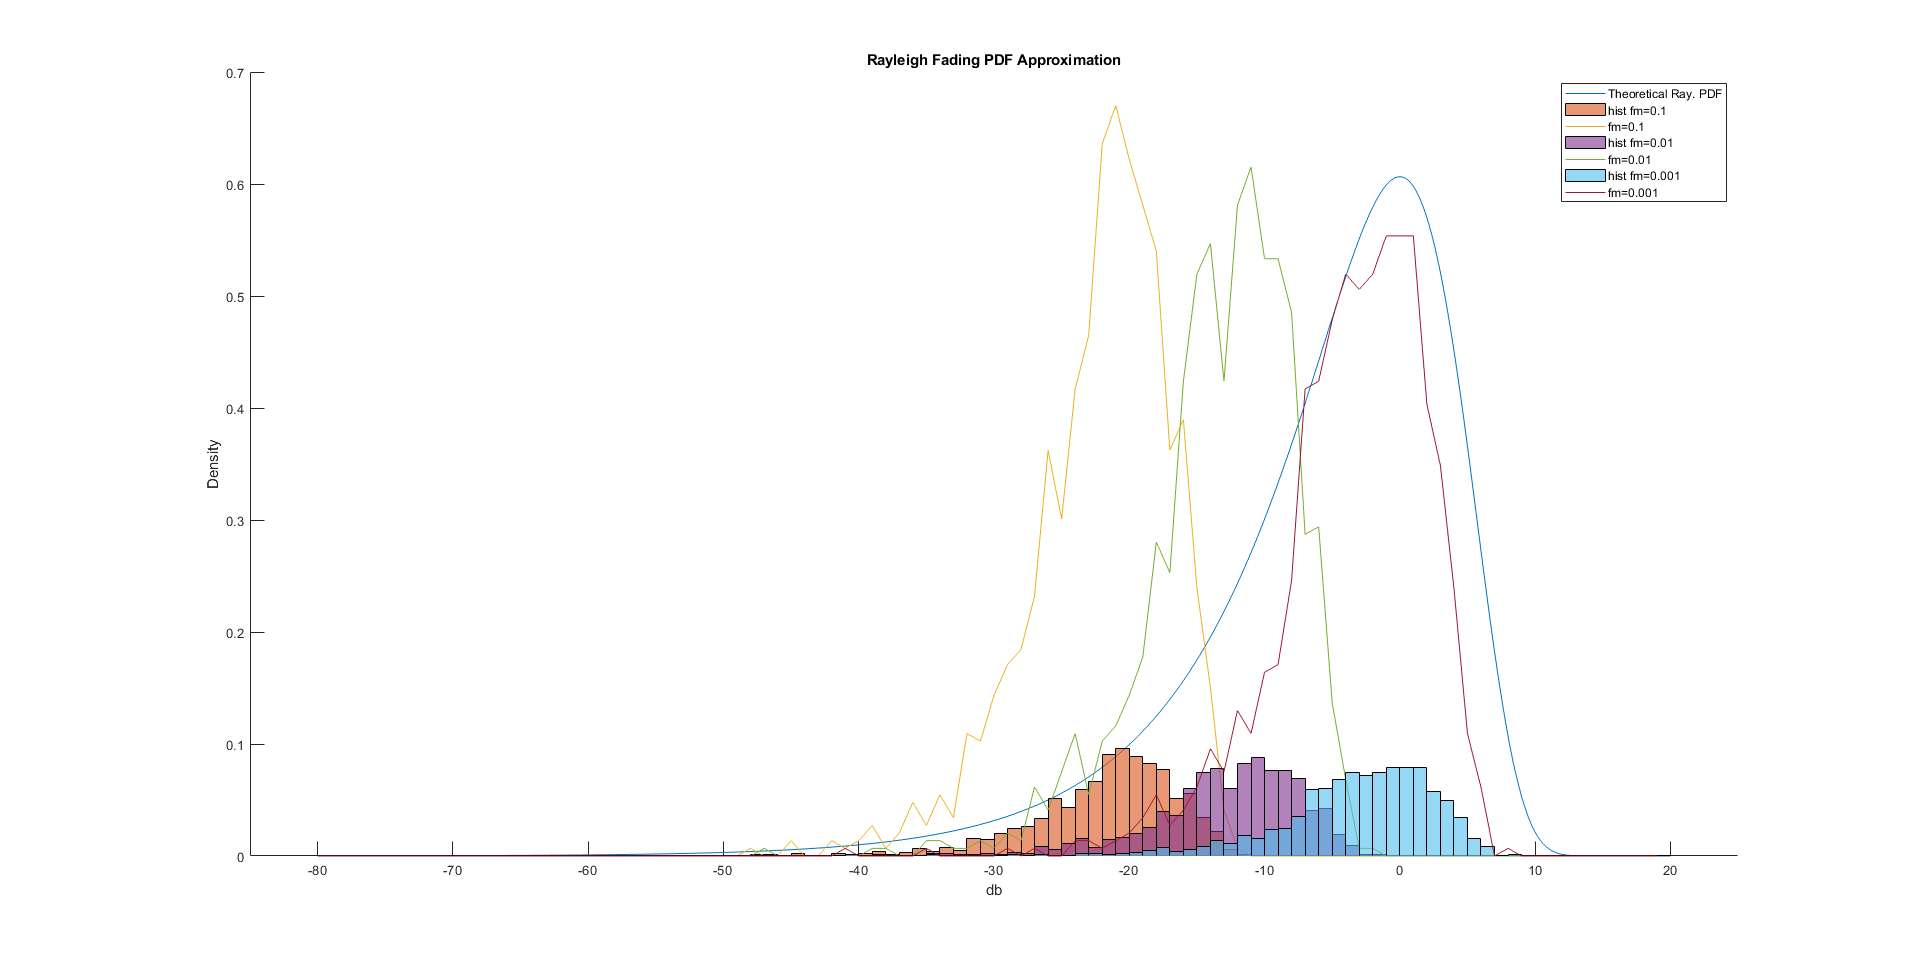 Rayleigh Fading PDF Approximation
0.7
0.6
0.5
0.4
0.3
0.2
0.1
0
Density
-80 -70 -60 -50 -40 -30 -20 -10 0 10 20
db
Theoretical Ray. PDF
hist fm=0.1
fm=0.1
hist fm=0.01
fm=0.01
hist fm=0.001
fm=0.001